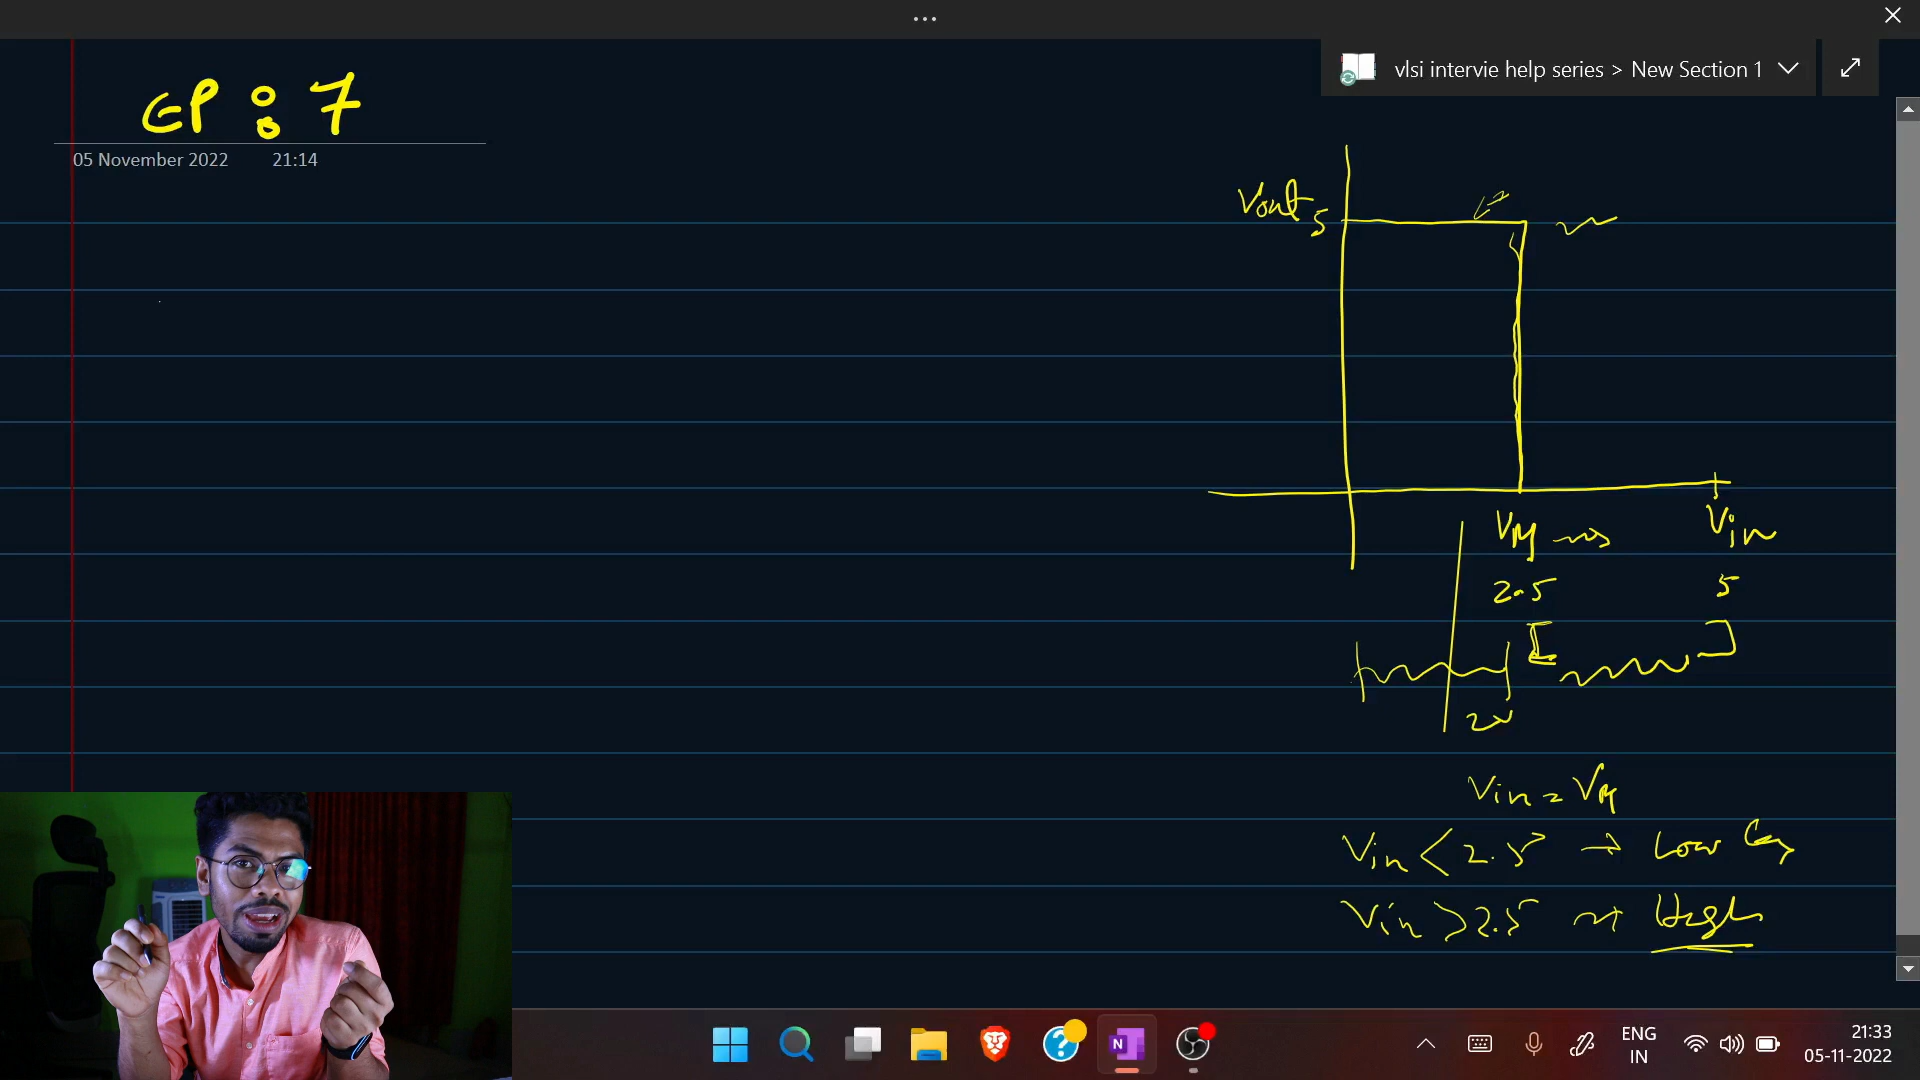 vlsi intervie help series > New Section 1
EP : 7
05 November 2022 21:14
Vout 5
VM Vin
2.5 5
Vin = VM
Vin < 2.5 → Low
Vin > 2.5 → High
ENG
IN
21:33
05-11-2022